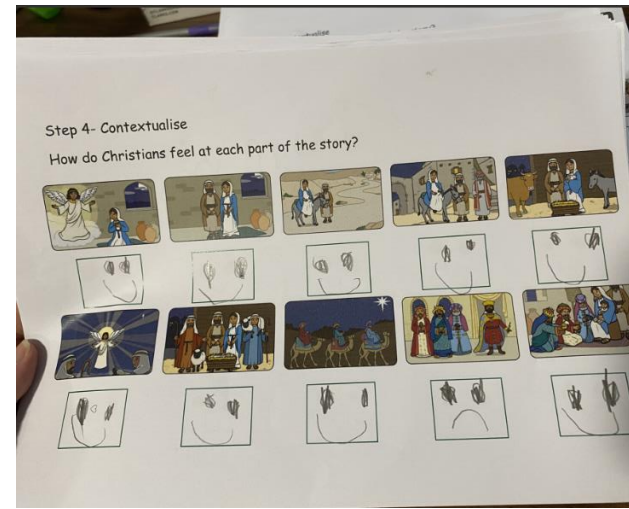 Step 4- Contextualise
How do Christians feel at each part of the story?